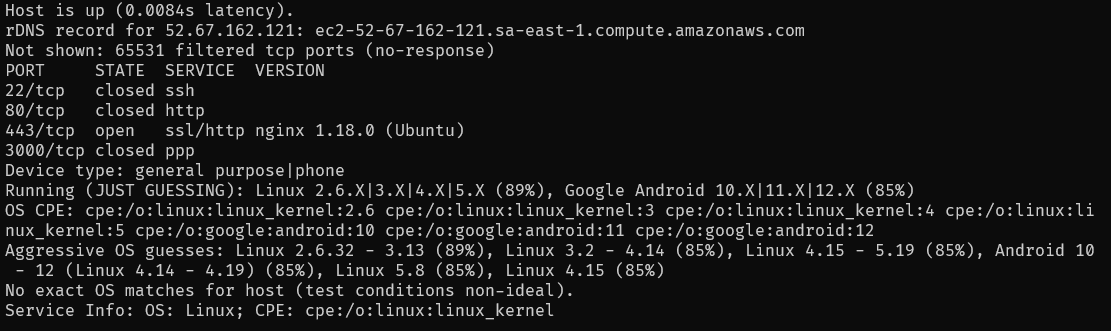 Host is up (0.0084s latency).
rDNS record for 52.67.162.121: ec2-52-67-162-121.sa-east-1.compute.amazonaws.com
Not shown: 65531 filtered tcp ports (no-response)
PORT     STATE  SERVICE  VERSION
22/tcp   closed ssh
80/tcp   closed http
443/tcp  open   ssl/http nginx 1.18.0 (Ubuntu)
3000/tcp closed ppp
Device type: general purpose|phone
Running (JUST GUESSING): Linux 2.6.X|3.X|4.X|5.X (89%), Google Android 10.X|11.X|12.X (85%)
OS CPE: cpe:/o:linux:linux_kernel:2.6 cpe:/o:linux:linux_kernel:3 cpe:/o:linux:linux_kernel:4 cpe:/o:linux:li
nux_kernel:5 cpe:/o:google:android:10 cpe:/o:google:android:11 cpe:/o:google:android:12
Aggressive OS guesses: Linux 2.6.32 - 3.13 (89%), Linux 3.2 - 4.14 (85%), Linux 4.15 - 5.19 (85%), Android 10
 - 12 (Linux 4.14 - 4.19) (85%), Linux 5.8 (85%), Linux 4.15 (85%)
No exact OS matches for host (test conditions non-ideal).
Service Info: OS: Linux; CPE: cpe:/o:linux:linux_kernel